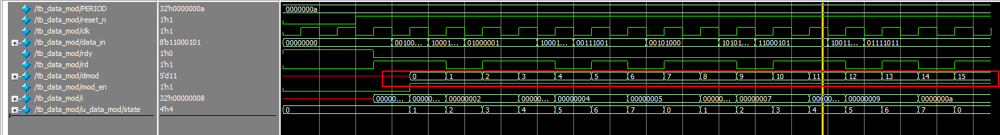 /tb_data_mod/PERIOD 32'h0000000a 0000000a
/tb_data_mod/reset_n 1'h1
/tb_data_mod/clk 1'h1
/tb_data_mod/data_in 8'b11000101 00000000 00100... 10001... 01000001 10001... 00111001 00101000 10101... 11000101 10011... 01111011
/tb_data_mod/rdy 1'h0
/tb_data_mod/rd 1'h1
/tb_data_mod/dmod 5'd11 0 1 2 3 4 5 6 7 8 9 10 11 12 13 14 15
/tb_data_mod/mod_en 1'h1
/tb_data_mod/i 32'h00000008 00000... 00000... 00000002 00000... 00000004 00000005 00000... 00000007 00000... 00000009 0000000a
/tb_data_mod/u_data_mod/state 4'h4 0 1 2 3 4 5 6 7 0 1 2 3 4 5 6 7 0